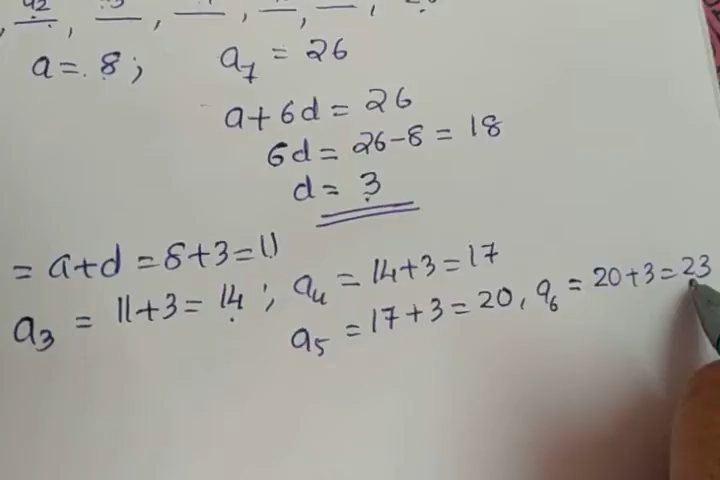 a = 8 ; a7 = 26
a + 6d = 26
6d = 26 - 8 = 18
d = 3
= a+d = 8+3 = 11
a3 = 11+3 = 14 ; a4 = 14+3 = 17
a5 = 17+3 = 20, a6 = 20+3 = 23